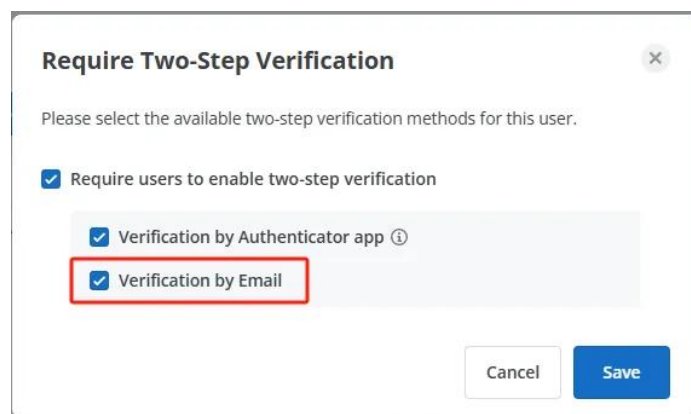 Require Two-Step Verification
Please select the available two-step verification methods for this user.
Require users to enable two-step verification
Verification by Authenticator app
Verification by Email
Cancel Save